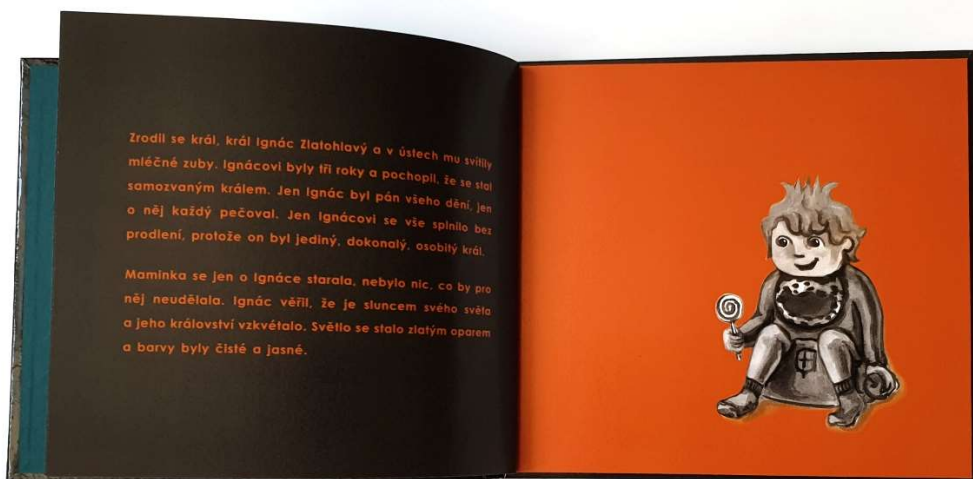 Zrodil se král, král Ignác Zlatohlavý a v ústech mu svítily
mléčné zuby. Ignácovi byly tři roky a pochopil, že se stal
samozvaným králem. Jen Ignác byl pán všeho dění, jen
o něj každý pečoval. Jen Ignácovi se vše splnilo bez
prodlení, protože on byl jediný, dokonalý, osobitý král.
Maminka se jen o Ignáce starala, nebylo nic, co by pro
něj neudělala. Ignác věřil, že je sluncem svého světa
a jeho království vzkvétalo. Světlo se stalo zlatým oparem
a barvy byly čisté a jasné.